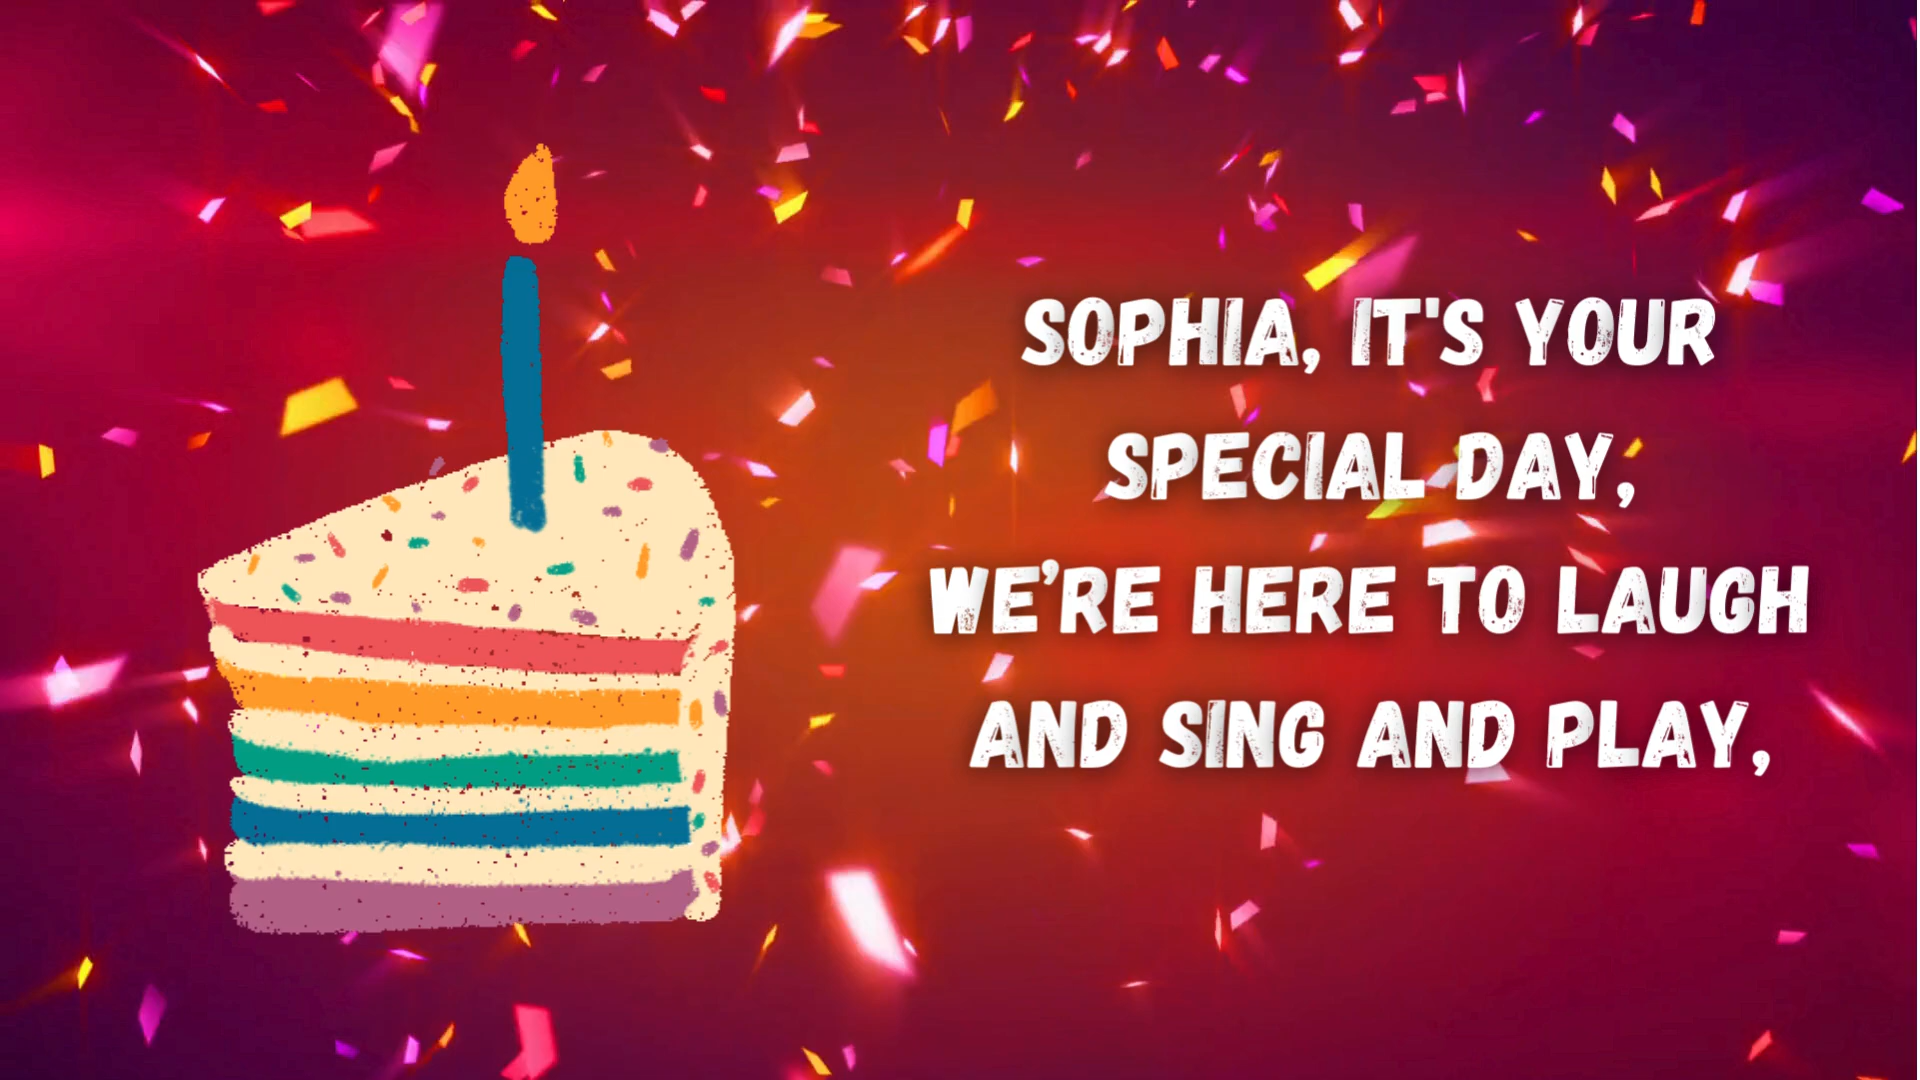 SOPHIA, IT'S YOUR
SPECIAL DAY,
WE’RE HERE TO LAUGH
AND SING AND PLAY,